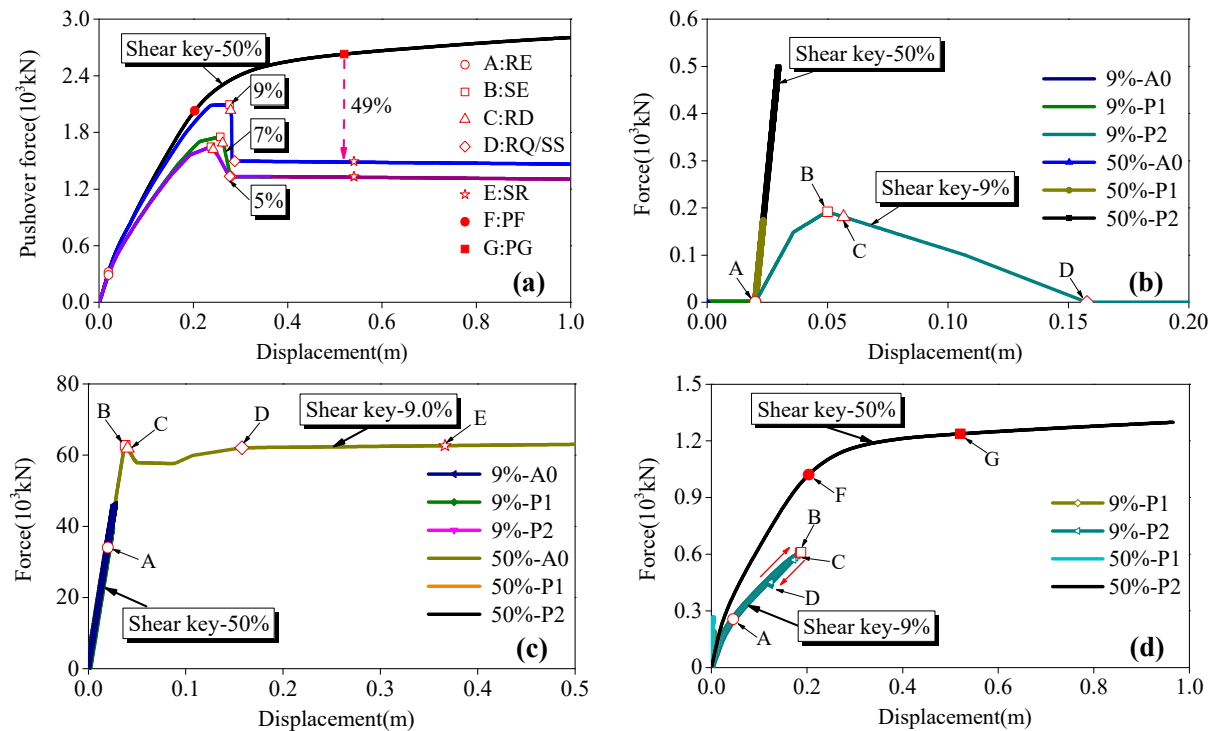 3.0
2.4
1.8
1.2
0.6
0.0
Pushover force(10³kN)
Shear key-50%
9%
7%
5%
49%
A:RE
B:SE
C:RD
D:RQ/SS
E:SR
F:PF
G:PG
(a)
0.0 0.2 0.4 0.6 0.8 1.0
Displacement(m)
0.6
0.5
0.4
0.3
0.2
0.1
0.0
Force(10³kN)
Shear key-50%
Shear key-9%
A
B
C
D
9%-A0
9%-P1
9%-P2
50%-A0
50%-P1
50%-P2
(b)
0.00 0.05 0.10 0.15 0.20
Displacement(m)
80
60
40
20
0
Force(10³kN)
B
C
D
E
A
Shear key-9.0%
Shear key-50%
9%-A0
9%-P1
9%-P2
50%-A0
50%-P1
50%-P2
(c)
0.0 0.1 0.2 0.3 0.4 0.5
Displacement(m)
1.5
1.2
0.9
0.6
0.3
0.0
Force(10³kN)
Shear key-50%
G
F
B
C
D
A
Shear key-9%
9%-P1
9%-P2
50%-P1
50%-P2
(d)
0.0 0.2 0.4 0.6 0.8 1.0
Displacement(m)